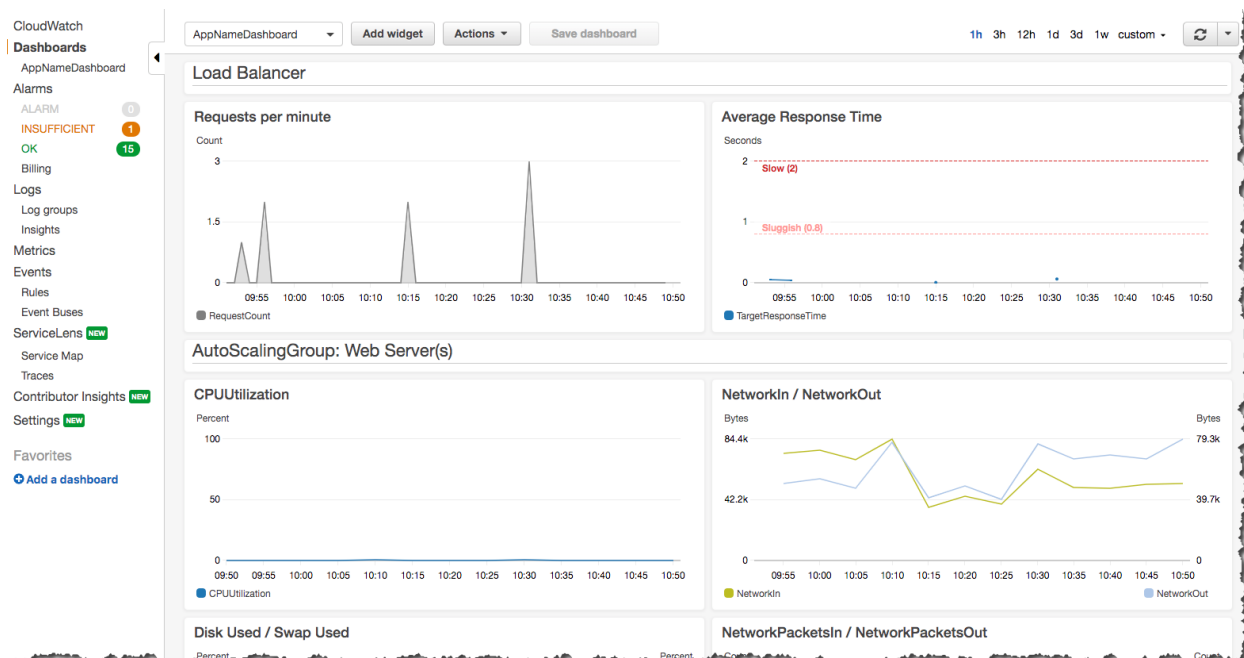 CloudWatch
Dashboards
AppNameDashboard
Alarms
ALARM 0
INSUFFICIENT 1
OK 15
Billing
Logs
Log groups
Insights
Metrics
Events
Rules
Event Buses
ServiceLens NEW
Service Map
Traces
Contributor Insights NEW
Settings NEW
Favorites
Add a dashboard
AppNameDashboard Add widget Actions Save dashboard 1h 3h 12h 1d 3d 1w custom
Load Balancer
Requests per minute
Count
3
1.5
0
09:55 10:00 10:05 10:10 10:15 10:20 10:25 10:30 10:35 10:40 10:45 10:50
RequestCount
Average Response Time
Seconds
2
Slow (2)
1
Sluggish (0.8)
0
09:55 10:00 10:05 10:10 10:15 10:20 10:25 10:30 10:35 10:40 10:45 10:50
TargetResponseTime
AutoScalingGroup: Web Server(s)
CPUUtilization
Percent
100
50
0
09:50 09:55 10:00 10:05 10:10 10:15 10:20 10:25 10:30 10:35 10:40 10:45 10:50
CPUUtilization
NetworkIn / NetworkOut
Bytes Bytes
84.4k 79.3k
42.2k 39.7k
0 0
09:55 10:00 10:05 10:10 10:15 10:20 10:25 10:30 10:35 10:40 10:45 10:50
NetworkIn NetworkOut
Disk Used / Swap Used
Percent Percent
NetworkPacketsIn / NetworkPacketsOut